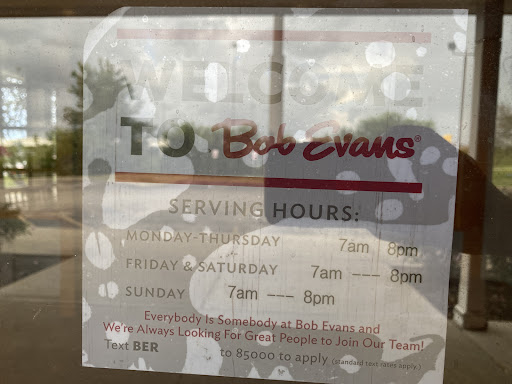 WELCOME
TO Bob Evans®
SERVING HOURS:
MONDAY-THURSDAY 7am 8pm
FRIDAY & SATURDAY 7am --- 8pm
SUNDAY 7am --- 8pm
Everybody Is Somebody at Bob Evans and
We're Always Looking For Great People to Join Our Team!
Text BER to 85000 to apply (standard text rates apply.)